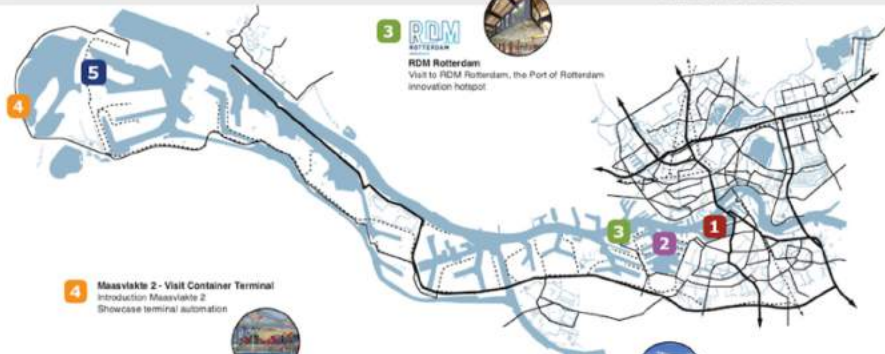 3
RDM
ROTTERDAM
RDM Rotterdam
Visit to RDM Rotterdam, the Port of Rotterdam
innovation hotspot
5
4
3
2
1
4
Maasvlakte 2 - Visit Container Terminal
Introduction Maasvlakte 2
Showcase terminal automation